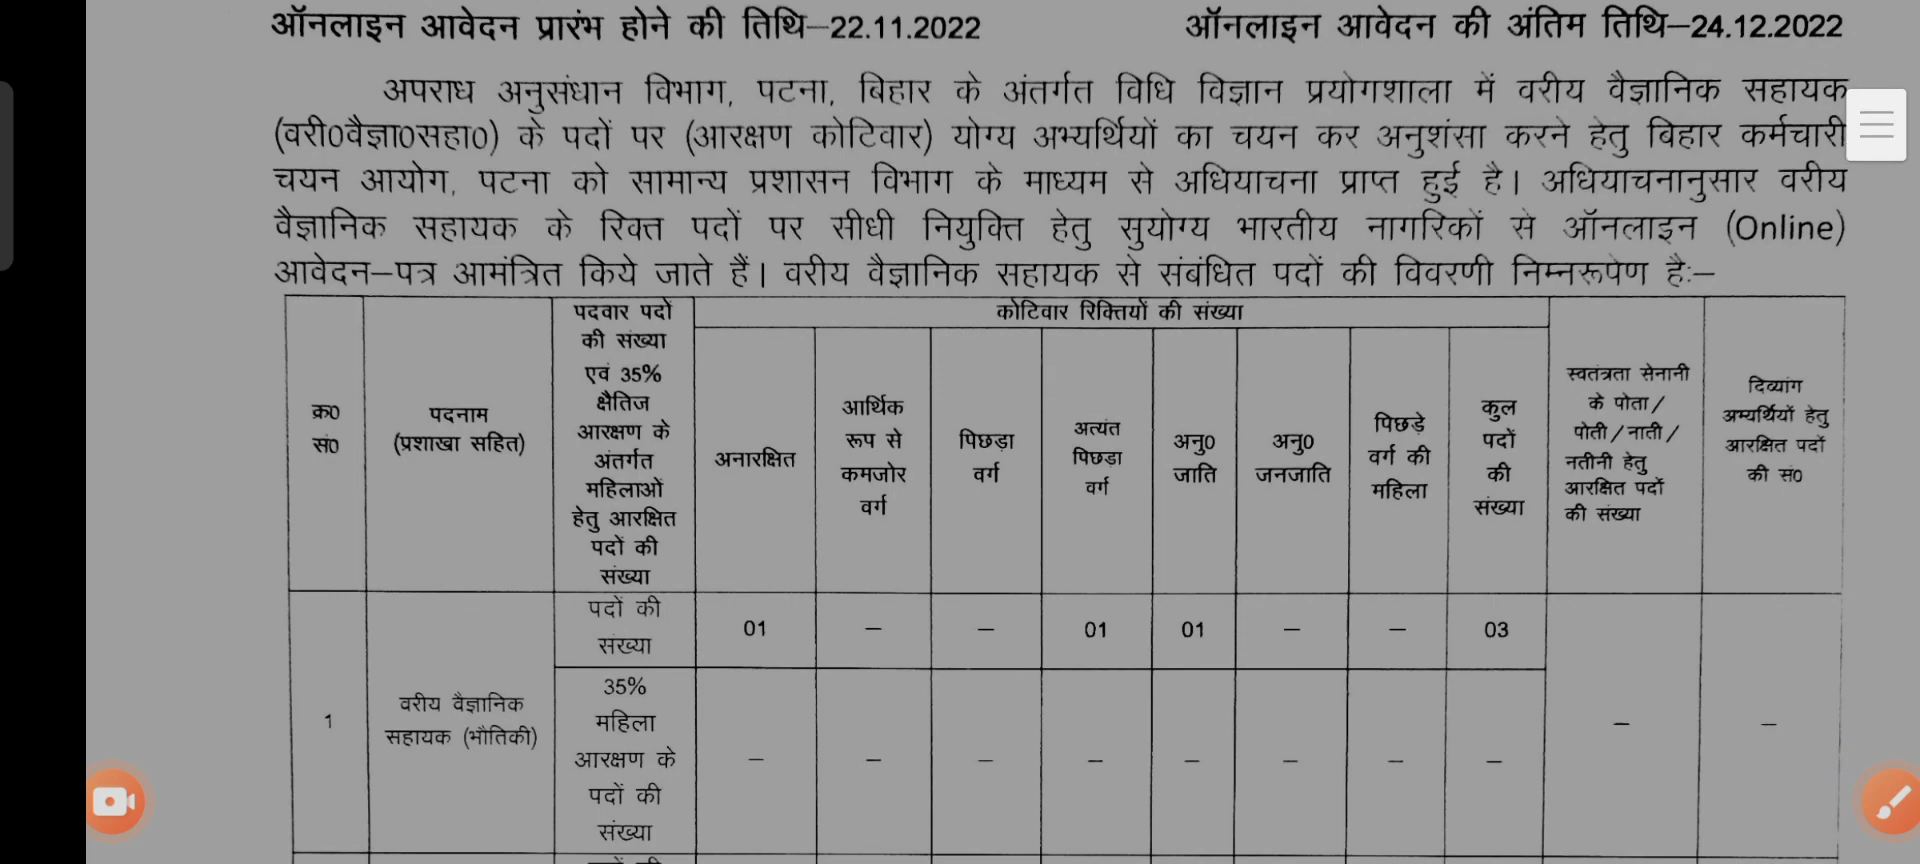 ऑनलाइन आवेदन प्रारंभ होने की तिथि–22.11.2022 ऑनलाइन आवेदन की अंतिम तिथि–24.12.2022
अपराध अनुसंधान विभाग, पटना, बिहार के अंतर्गत विधि विज्ञान प्रयोगशाला में वरीय वैज्ञानिक सहायक
(वरी0वैज्ञा0सहा0) के पदों पर (आरक्षण कोटिवार) योग्य अभ्यर्थियों का चयन कर अनुशंसा करने हेतु बिहार कर्मचारी
चयन आयोग, पटना को सामान्य प्रशासन विभाग के माध्यम से अधियाचना प्राप्त हुई है। अधियाचनानुसार वरीय
वैज्ञानिक सहायक के रिक्त पदों पर सीधी नियुक्ति हेतु सुयोग्य भारतीय नागरिकों से ऑनलाइन (Online)
आवेदन–पत्र आमंत्रित किये जाते हैं। वरीय वैज्ञानिक सहायक से संबंधित पदों की विवरणी निम्नरूपेण है:–
क्र0
सं0
पदनाम
(प्रशाखा सहित)
पदवार पदों
की संख्या
एवं 35%
क्षैतिज
आरक्षण के
अंतर्गत
महिलाओं
हेतु आरक्षित
पदों की
संख्या
कोटिवार रिक्तियों की संख्या
अनारक्षित
आर्थिक
रूप से
कमजोर
वर्ग
पिछड़ा
वर्ग
अत्यंत
पिछड़ा
वर्ग
अनु0
जाति
अनु0
जनजाति
पिछड़े
वर्ग की
महिला
कुल
पदों
की
संख्या
स्वतंत्रता सेनानी
के पोता/
पोती/नाती/
नतीनी हेतु
आरक्षित पदों
की संख्या
दिव्यांग
अभ्यर्थियों हेतु
आरक्षित पदों
की सं0
1
वरीय वैज्ञानिक
सहायक (भौतिकी)
पदों की
संख्या
01 – – 01 01 – – 03
35%
महिला
आरक्षण के
पदों की
संख्या
– – – – – – – –
– –